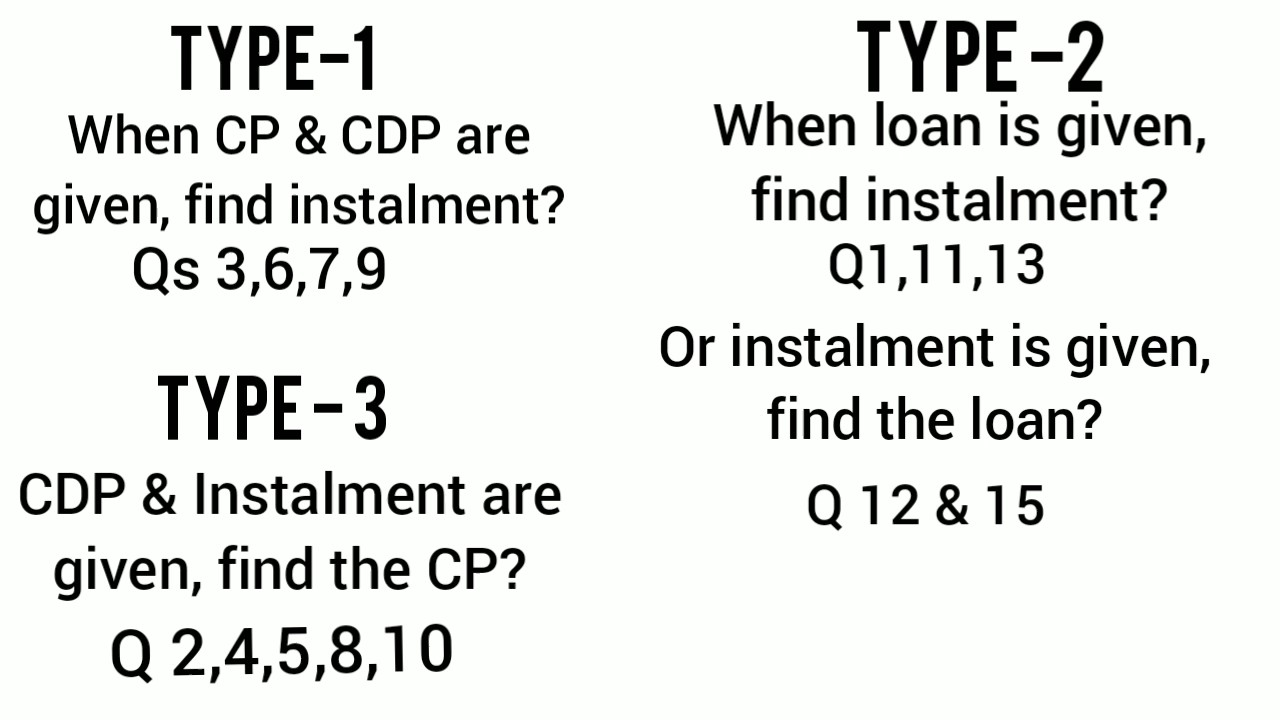 TYPE-1
When CP & CDP are
given, find instalment?
Qs 3,6,7,9
TYPE-2
When loan is given,
find instalment?
Q1,11,13
Or instalment is given,
find the loan?
Q 12 & 15
TYPE-3
CDP & Instalment are
given, find the CP?
Q 2,4,5,8,10